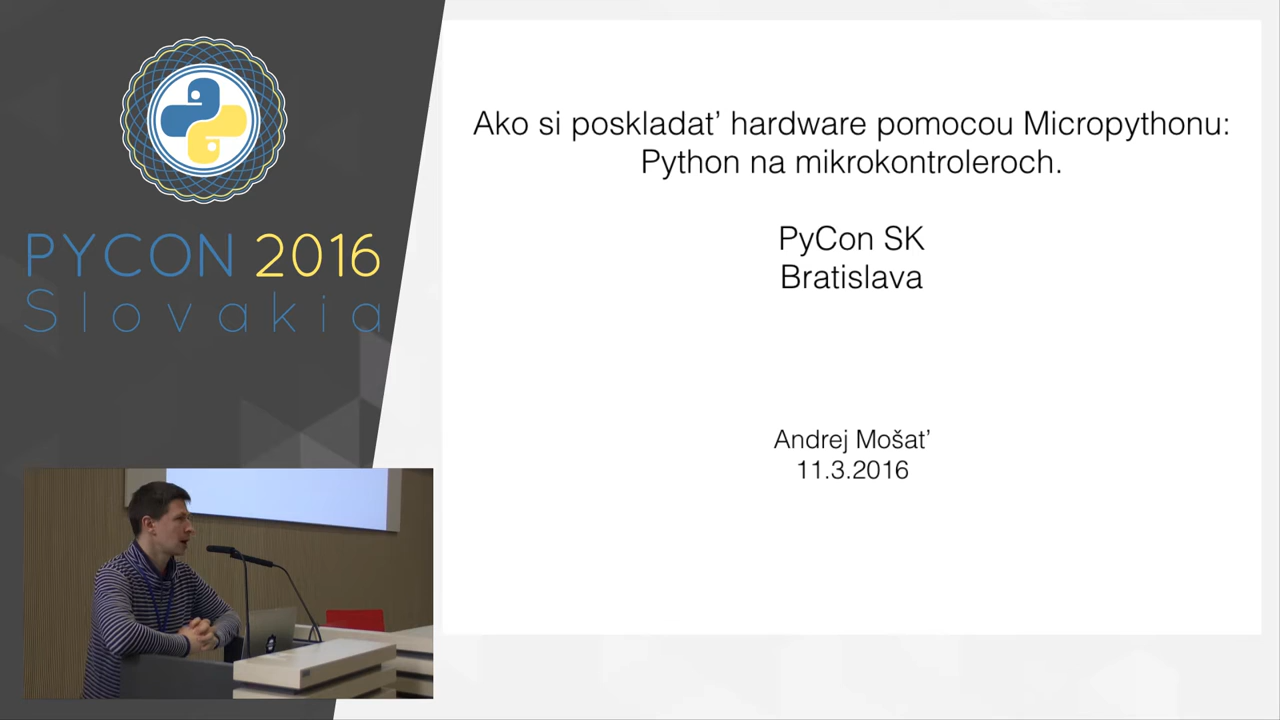 PYCON 2016
Slovakia
Ako si poskladať hardware pomocou Micropythonu:
Python na mikrokontroleroch.
PyCon SK
Bratislava
Andrej Mošať
11.3.2016